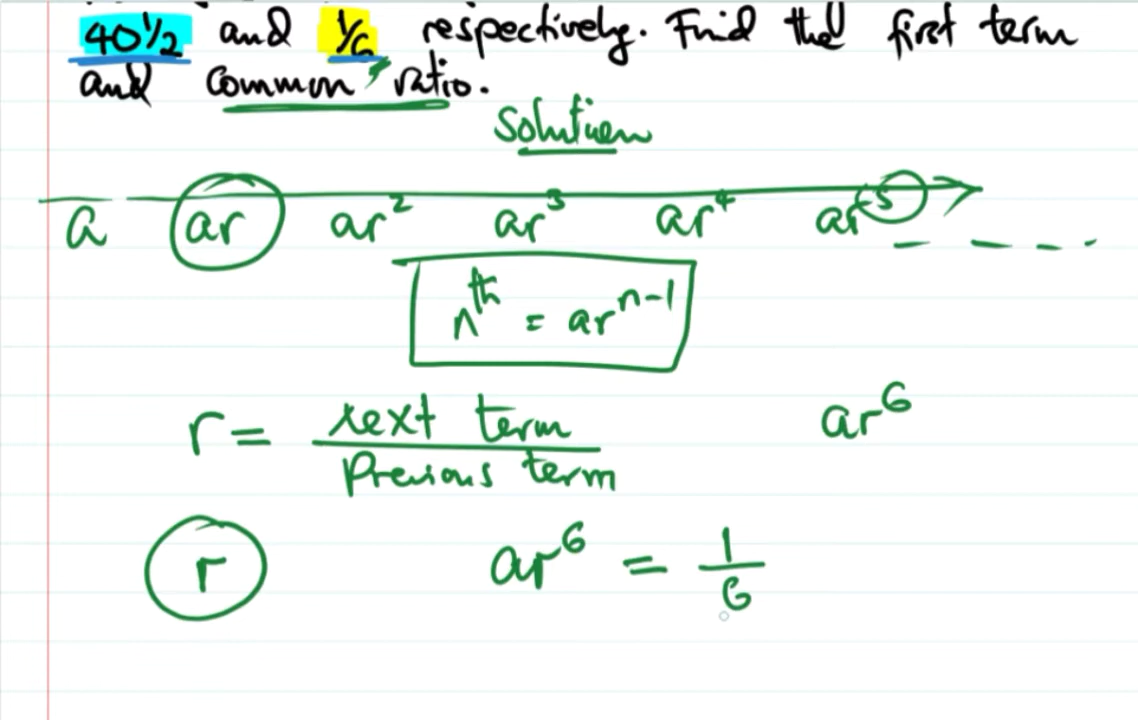 40½ and 1/6 respectively. Find the first term
and common ratio.
Solution
a ar ar² ar³ ar⁴ ar⁵ - - - -
nᵗʰ = arⁿ⁻¹
r = next term / Previous term
ar⁶
r
ar⁶ = 1/6